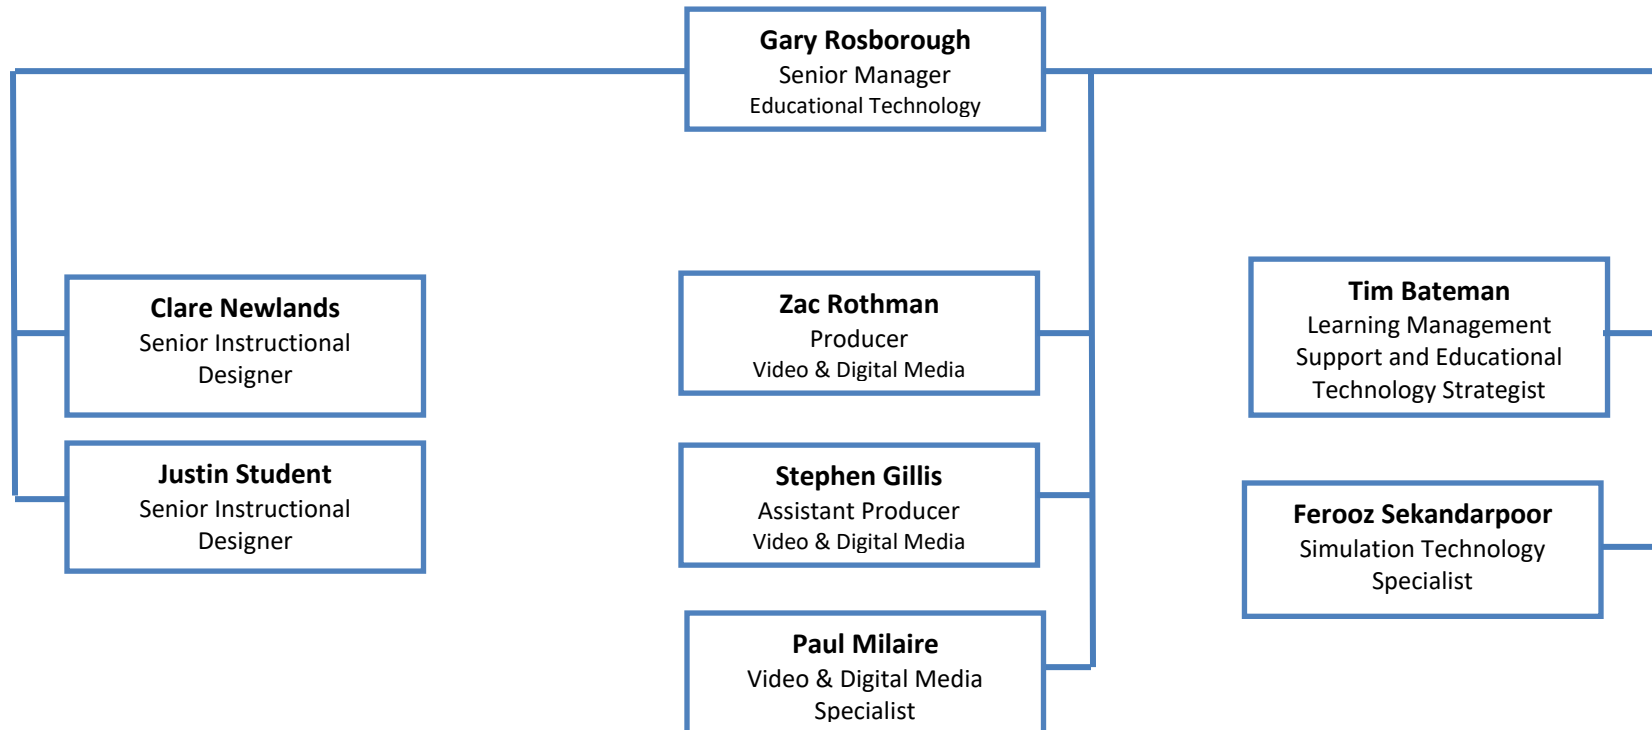 Gary Rosborough
Senior Manager
Educational Technology
Clare Newlands
Senior Instructional
Designer
Justin Student
Senior Instructional
Designer
Zac Rothman
Producer
Video & Digital Media
Stephen Gillis
Assistant Producer
Video & Digital Media
Paul Milaire
Video & Digital Media
Specialist
Tim Bateman
Learning Management
Support and Educational
Technology Strategist
Ferooz Sekandarpoor
Simulation Technology
Specialist